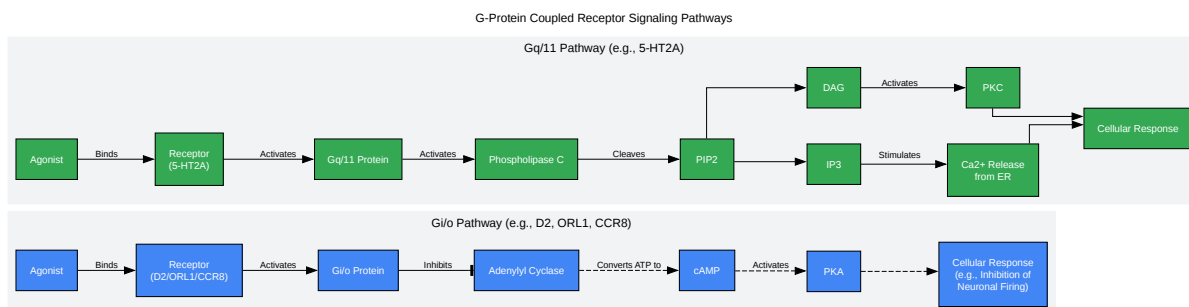 G-Protein Coupled Receptor Signaling Pathways
Gq/11 Pathway (e.g., 5-HT2A)
DAG
Activates
PKC
Cellular Response
Agonist
Binds
Receptor
(5-HT2A)
Activates
Gq/11 Protein
Activates
Phospholipase C
Cleaves
PIP2
IP3
Stimulates
Ca2+ Release
from ER
Gi/o Pathway (e.g., D2, ORL1, CCR8)
Agonist
Binds
Receptor
(D2/ORL1/CCR8)
Activates
Gi/o Protein
Inhibits
Adenylyl Cyclase
Converts ATP to
cAMP
Activates
PKA
Cellular Response
(e.g., Inhibition of
Neuronal Firing)